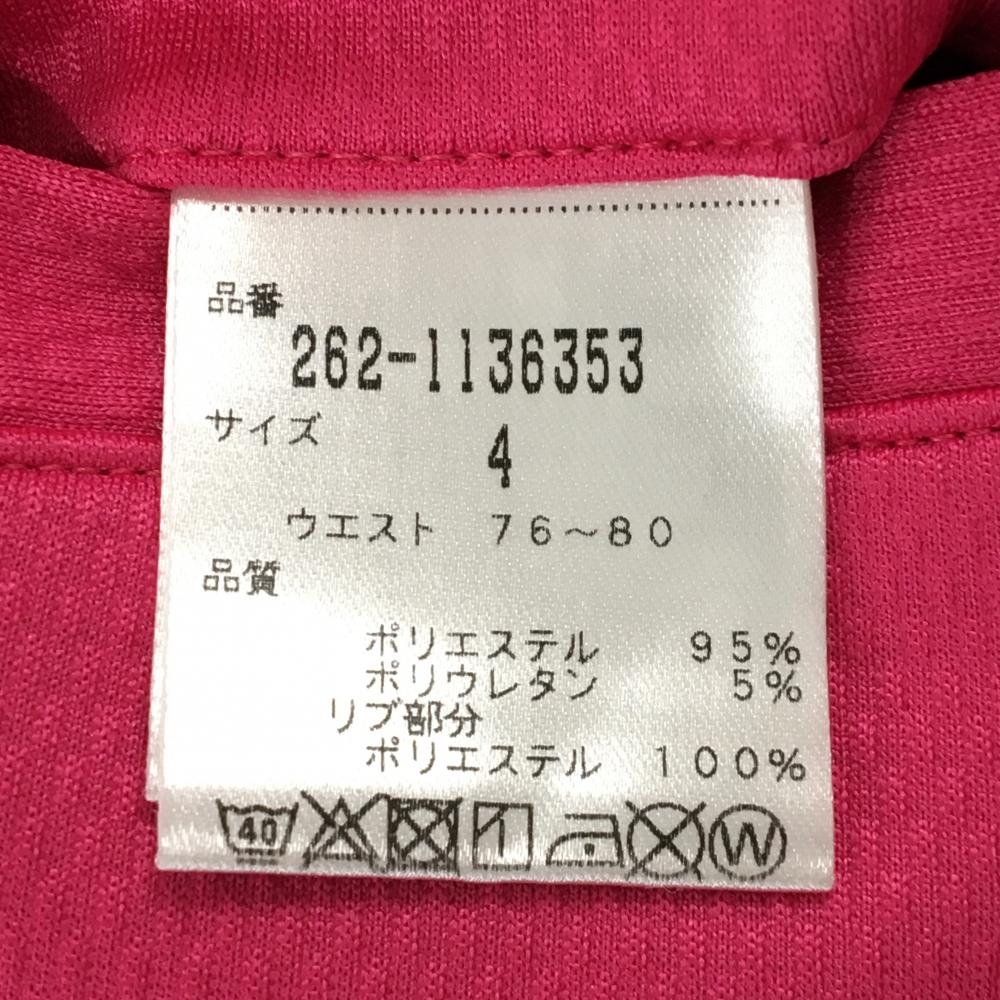 品番
262-1136353
サイズ
4
ウエスト 76～80
品質
ポリエステル 95%
ポリウレタン 5%
リブ部分
ポリエステル 100%
40 W